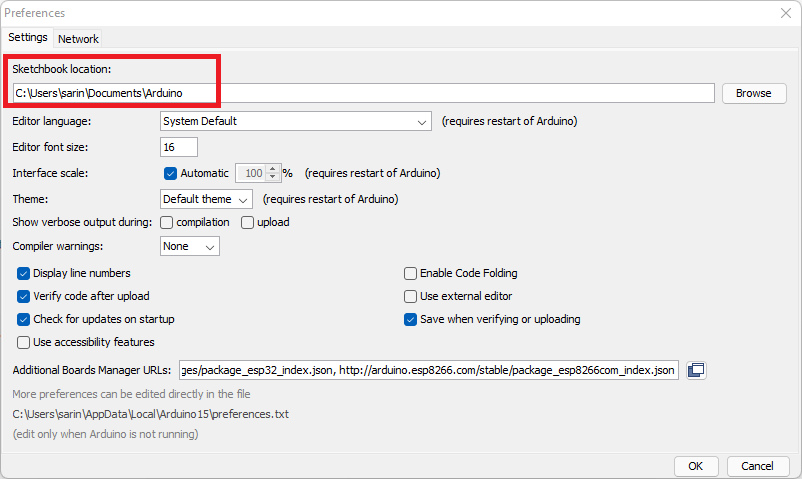 Preferences
Settings Network
Sketchbook location:
C:\Users\sarin\Documents\Arduino Browse
Editor language: System Default (requires restart of Arduino)
Editor font size: 16
Interface scale: Automatic 100 % (requires restart of Arduino)
Theme: Default theme (requires restart of Arduino)
Show verbose output during: compilation upload
Compiler warnings: None
Display line numbers Enable Code Folding
Verify code after upload Use external editor
Check for updates on startup Save when verifying or uploading
Use accessibility features
Additional Boards Manager URLs: ges/package_esp32_index.json, http://arduino.esp8266.com/stable/package_esp8266com_index.json
More preferences can be edited directly in the file
C:\Users\sarin\AppData\Local\Arduino15\preferences.txt
(edit only when Arduino is not running)
OK Cancel